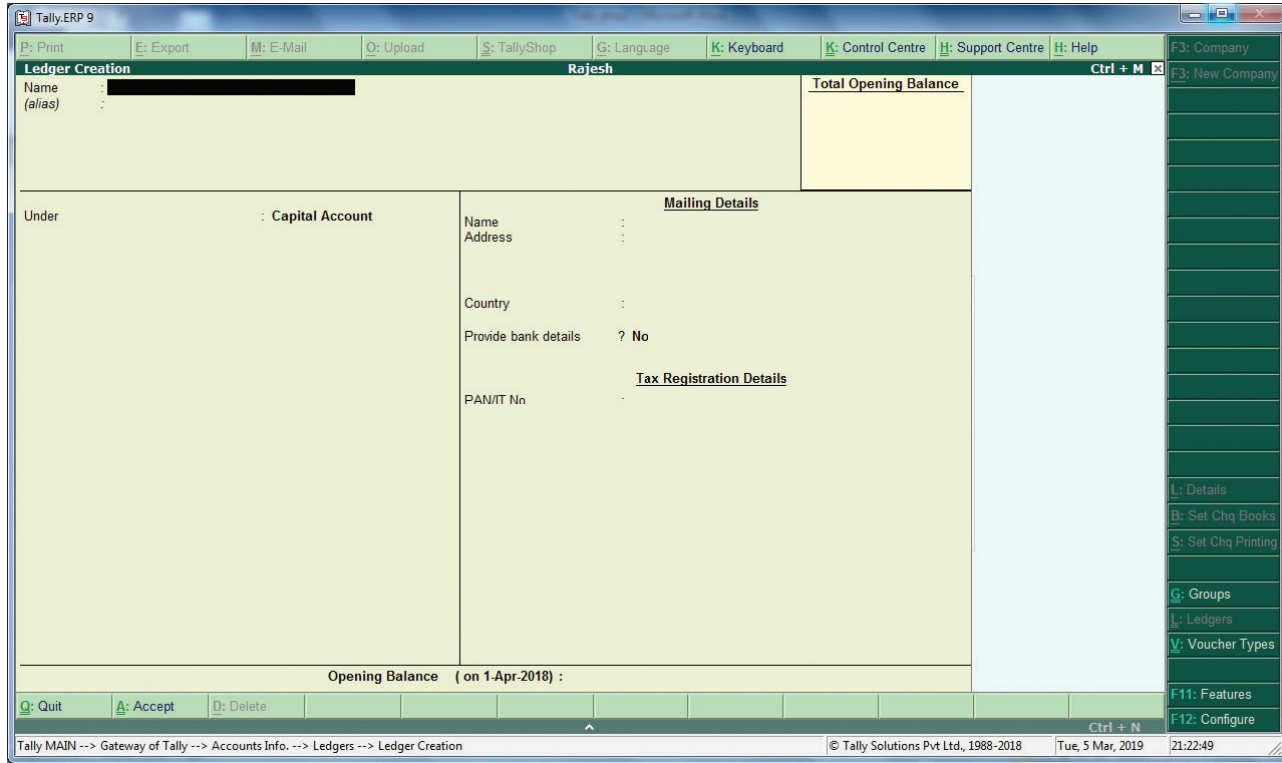 Tally.ERP 9
P: Print E: Export M: E-Mail O: Upload S: TallyShop G: Language K: Keyboard K: Control Centre H: Support Centre H: Help F3: Company
Ledger Creation Rajesh Ctrl + M F3: New Company
Name : Total Opening Balance
(alias) :
Under : Capital Account
Mailing Details
Name :
Address :
Country :
Provide bank details ? No
Tax Registration Details
PAN/IT No :
L: Details
B: Set Chq Books
S: Set Chq Printing
G: Groups
L: Ledgers
V: Voucher Types
Opening Balance ( on 1-Apr-2018) :
F11: Features
Q: Quit A: Accept D: Delete
F12: Configure
Ctrl + N
Tally MAIN --> Gateway of Tally --> Accounts Info. --> Ledgers --> Ledger Creation © Tally Solutions Pvt Ltd., 1988-2018 Tue, 5 Mar, 2019 21:22:49